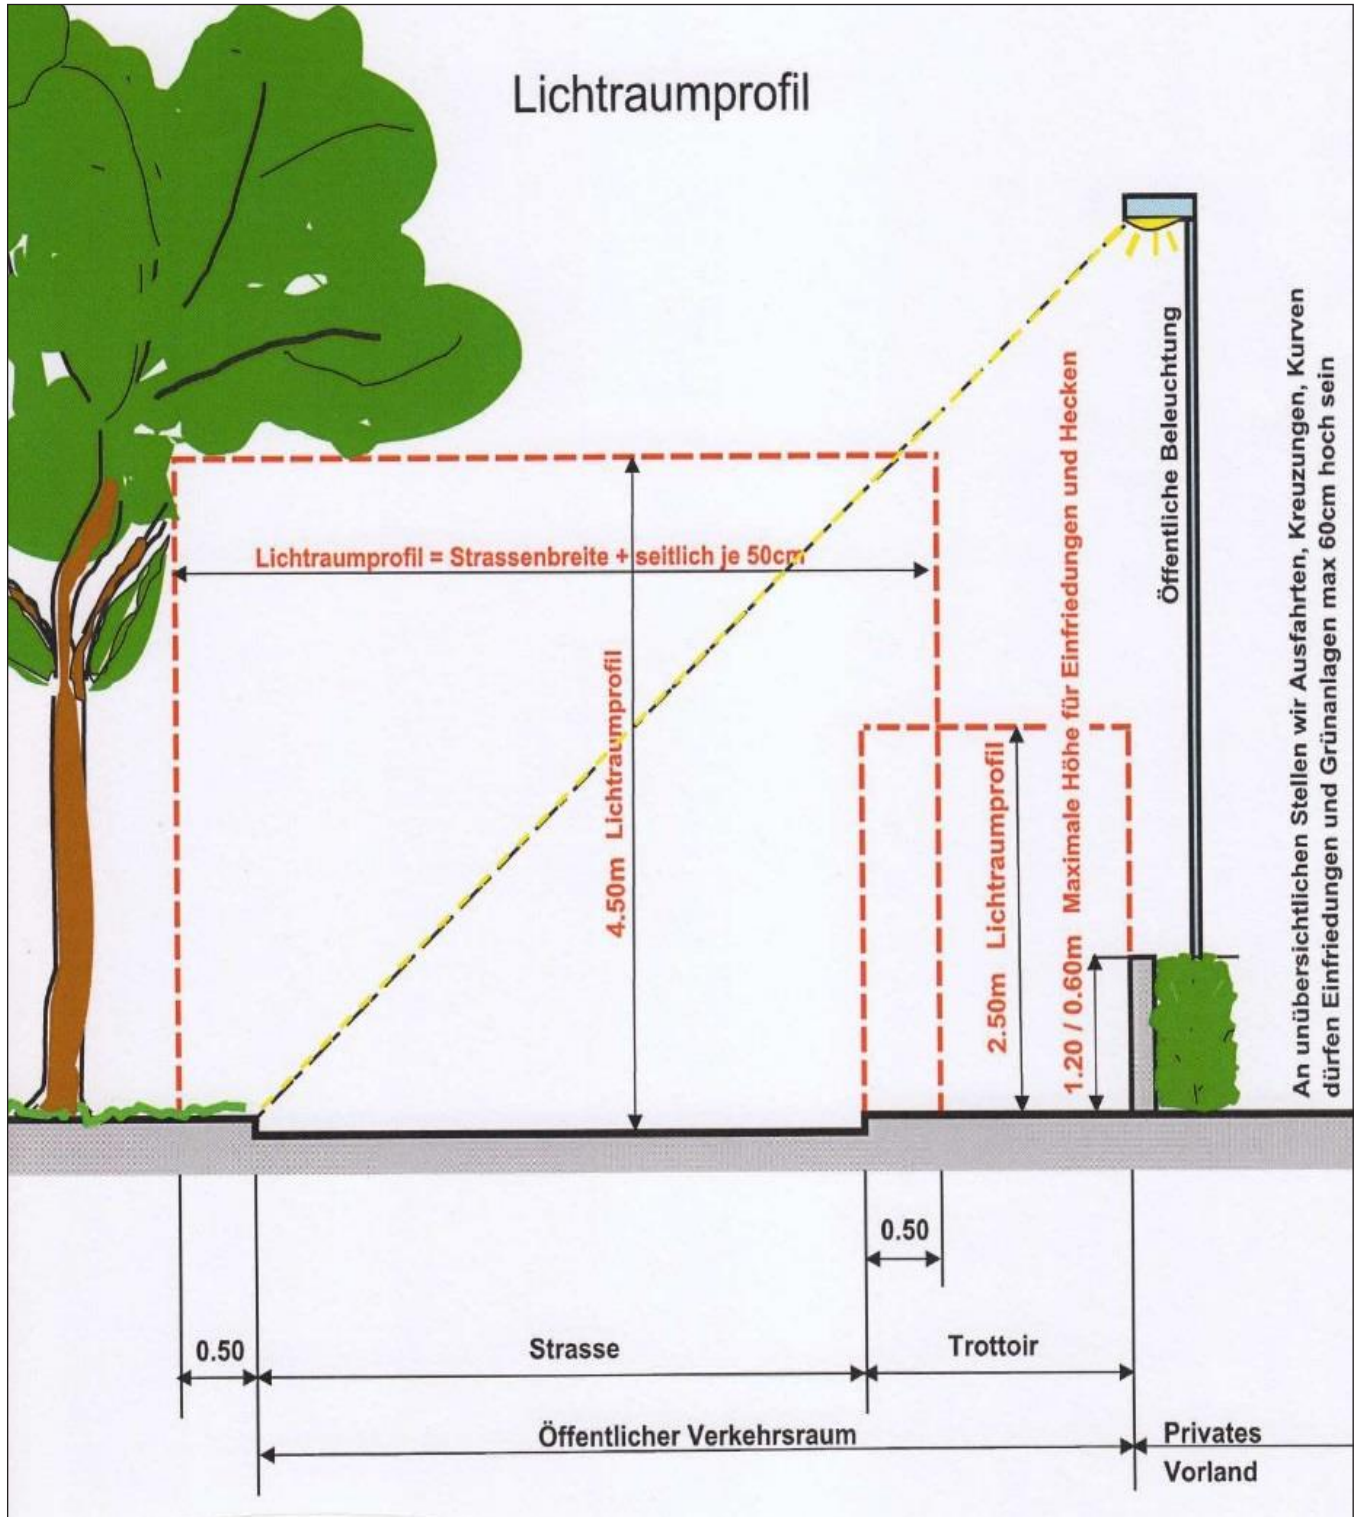 Lichtraumprofil
Lichtraumprofil = Strassenbreite + seitlich je 50cm
4.50m Lichtraumprofil
2.50m Lichtraumprofil
1.20 / 0.60m Maximale Höhe für Einfriedungen und Hecken
Öffentliche Beleuchtung
An unübersichtlichen Stellen wir Ausfahrten, Kreuzungen, Kurven
dürfen Einfriedungen und Grünanlagen max 60cm hoch sein
0.50
0.50
Strasse
Trottoir
Öffentlicher Verkehrsraum
Privates
Vorland